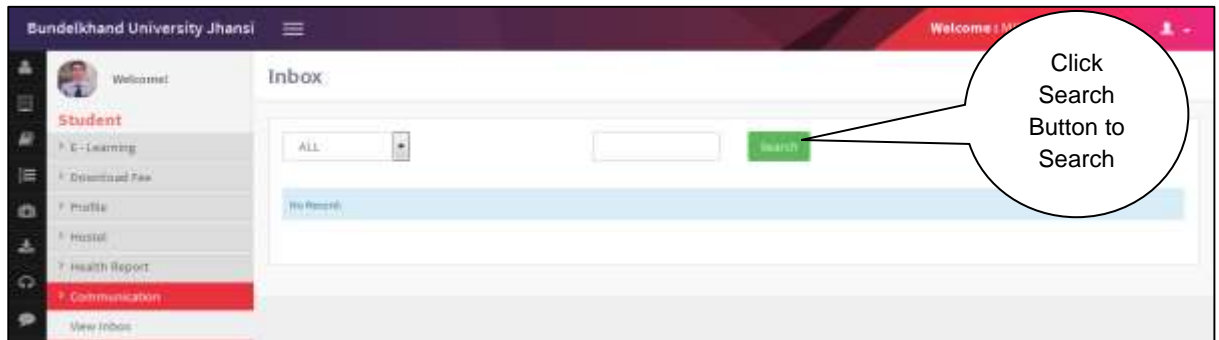 Bundelkhand University Jhansi
Welcome :
Welcome!
Inbox
Student
E-Learning
ALL
Search
Download Fee
Profile
No Record
Hostel
Health Report
Communication
View Inbox
Click
Search
Button to
Search